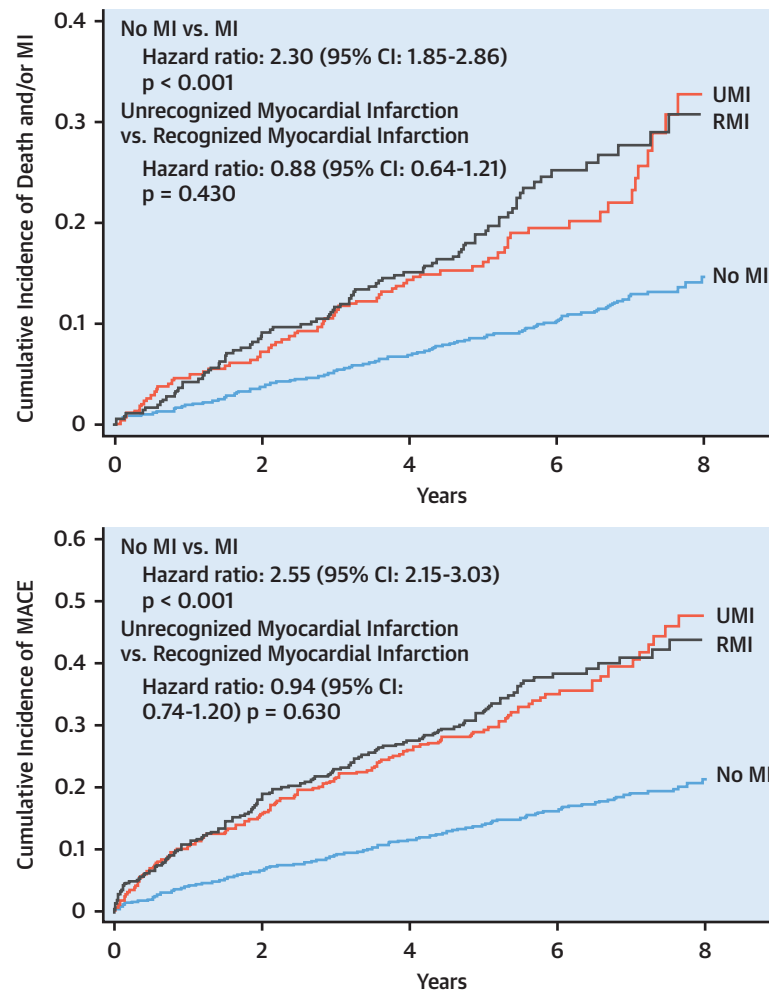 Cumulative Incidence of Death and/or MI
0.4
0.3
0.2
0.1
0
No MI vs. MI
Hazard ratio: 2.30 (95% CI: 1.85-2.86)
p < 0.001
Unrecognized Myocardial Infarction
vs. Recognized Myocardial Infarction
Hazard ratio: 0.88 (95% CI: 0.64-1.21)
p = 0.430
UMI
RMI
No MI
0 2 4 6 8
Years
Cumulative Incidence of MACE
0.6
0.5
0.4
0.3
0.2
0.1
0
No MI vs. MI
Hazard ratio: 2.55 (95% CI: 2.15-3.03)
p < 0.001
Unrecognized Myocardial Infarction
vs. Recognized Myocardial Infarction
Hazard ratio: 0.94 (95% CI:
0.74-1.20) p = 0.630
UMI
RMI
No MI
0 2 4 6 8
Years